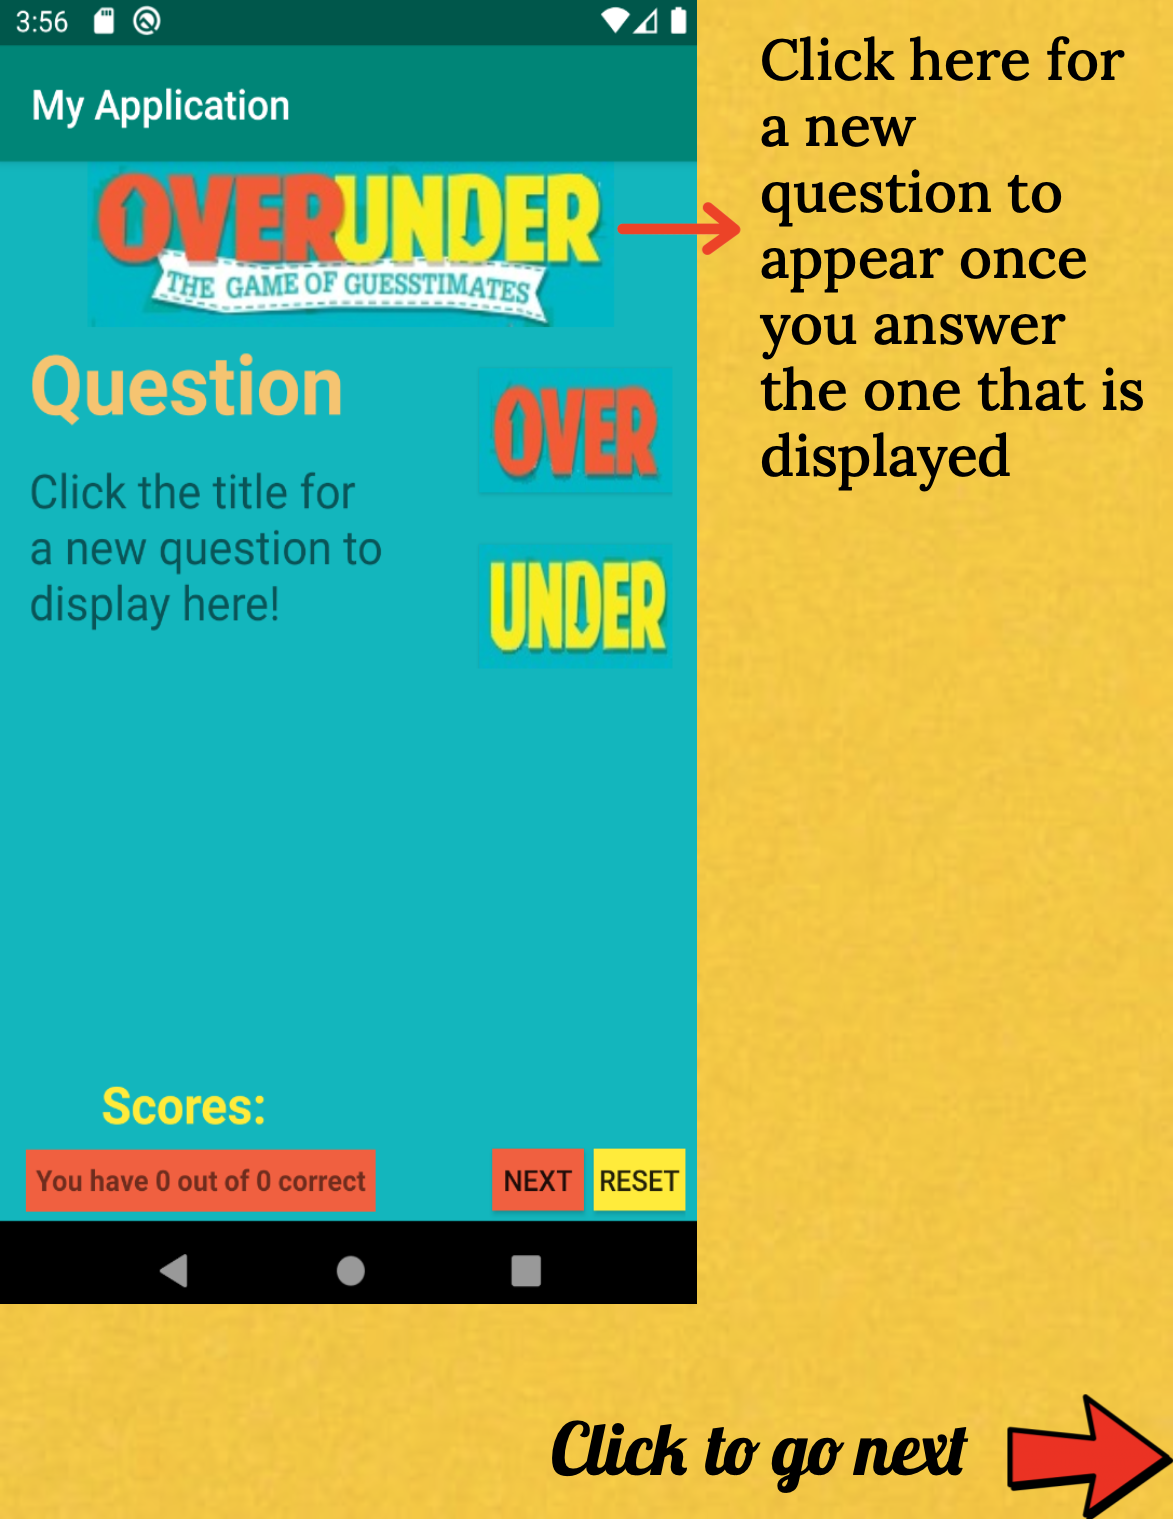 3:56
My Application
OVERUNDER
THE GAME OF GUESSTIMATES
Question
Click the title for
a new question to
display here!
OVER
UNDER
Scores:
You have 0 out of 0 correct
NEXT
RESET
Click here for
a new
question to
appear once
you answer
the one that is
displayed
Click to go next